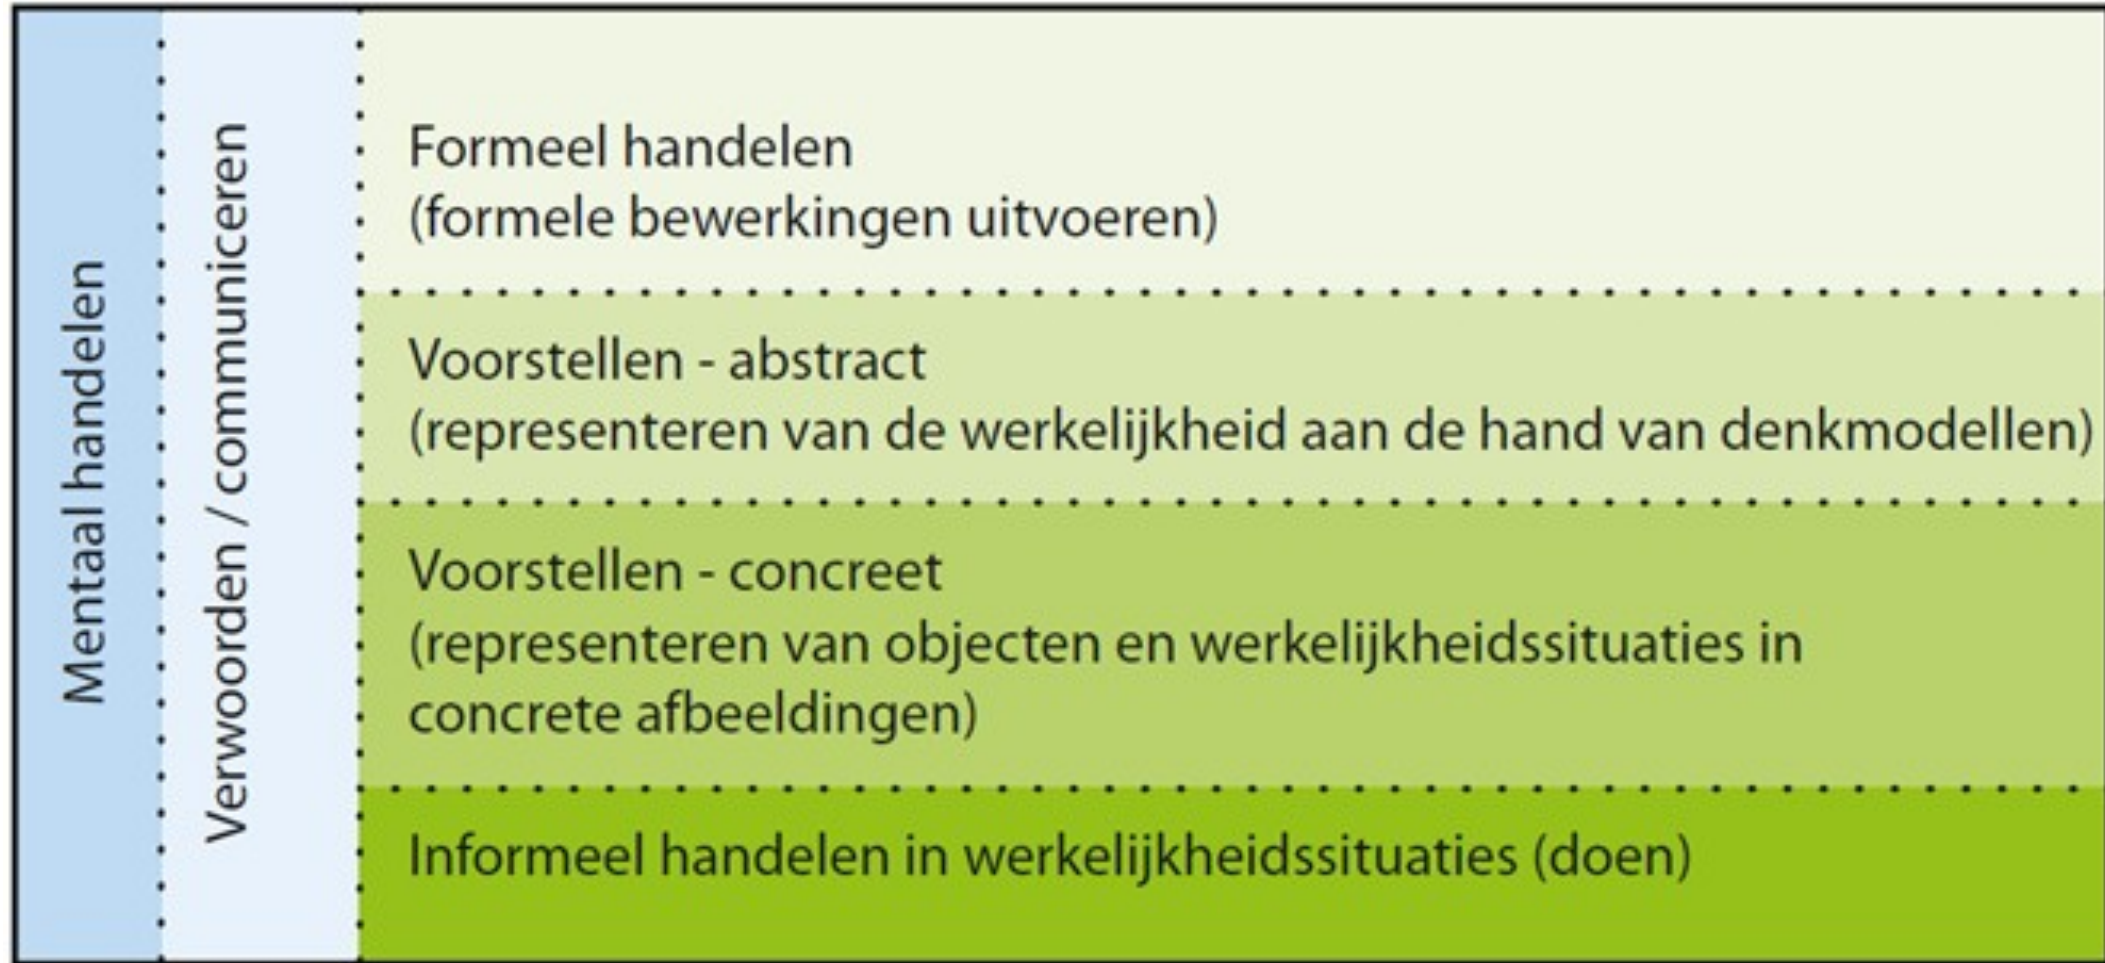 Mentaal handelen
Verwoorden / communiceren
Formeel handelen
(formele bewerkingen uitvoeren)
Voorstellen - abstract
(representeren van de werkelijkheid aan de hand van denkmodellen)
Voorstellen - concreet
(representeren van objecten en werkelijkheidssituaties in
concrete afbeeldingen)
Informeel handelen in werkelijkheidssituaties (doen)